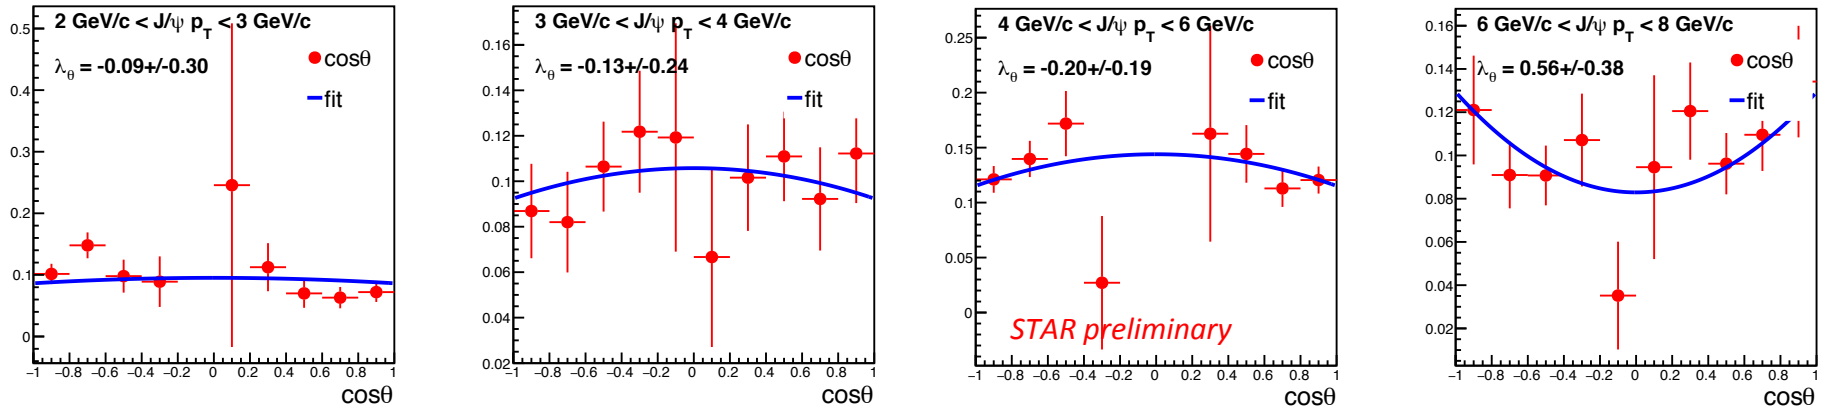 2 GeV/c < J/ψ p_T < 3 GeV/c
λ_θ = -0.09+/-0.30
cosθ
fit
0.5
0.4
0.3
0.2
0.1
0
−1 −0.8 −0.6 −0.4 −0.2 0 0.2 0.4 0.6 0.8 1
cosθ
3 GeV/c < J/ψ p_T < 4 GeV/c
λ_θ = -0.13+/-0.24
cosθ
fit
0.16
0.14
0.12
0.1
0.08
0.06
0.04
0.02
−1 −0.8 −0.6 −0.4 −0.2 0 0.2 0.4 0.6 0.8 1
cosθ
4 GeV/c < J/ψ p_T < 6 GeV/c
λ_θ = -0.20+/-0.19
cosθ
fit
0.25
0.2
0.15
0.1
0.05
0
STAR preliminary
−1 −0.8 −0.6 −0.4 −0.2 0 0.2 0.4 0.6 0.8 1
cosθ
6 GeV/c < J/ψ p_T < 8 GeV/c
λ_θ = 0.56+/-0.38
cosθ
fit
0.16
0.14
0.12
0.1
0.08
0.06
0.04
0.02
−1 −0.8 −0.6 −0.4 −0.2 0 0.2 0.4 0.6 0.8 1
cosθ